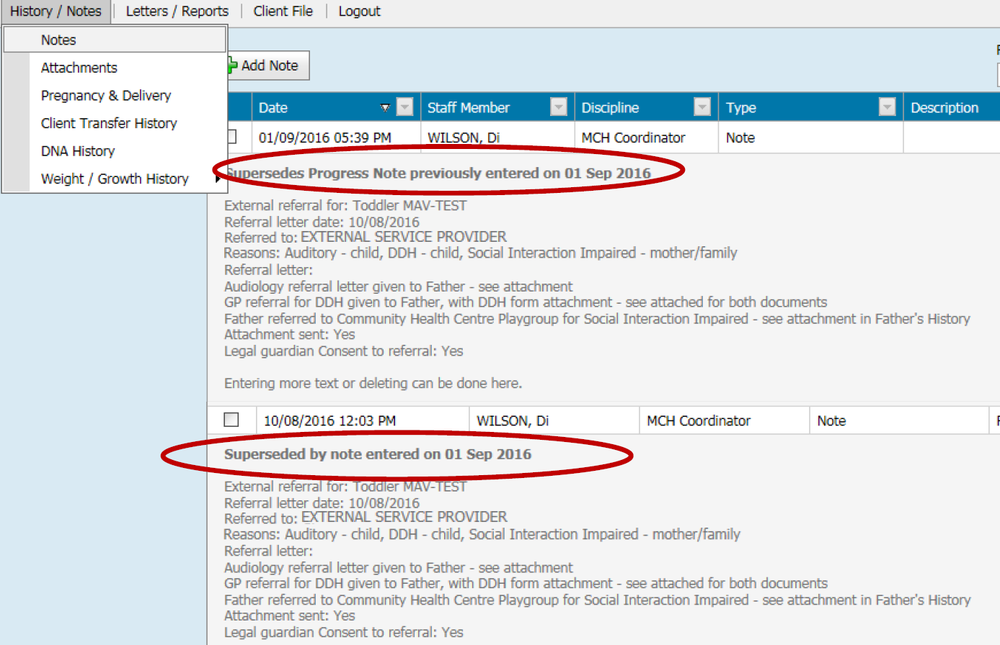 History / Notes | Letters / Reports | Client File | Logout
Notes
Attachments
Pregnancy & Delivery
Client Transfer History
DNA History
Weight / Growth History
Add Note
Date Staff Member Discipline Type Description
01/09/2016 05:39 PM WILSON, Di MCH Coordinator Note
Supersedes Progress Note previously entered on 01 Sep 2016
External referral for: Toddler MAV-TEST
Referral letter date: 10/08/2016
Referred to: EXTERNAL SERVICE PROVIDER
Reasons: Auditory - child, DDH - child, Social Interaction Impaired - mother/family
Referral letter:
Audiology referral letter given to Father - see attachment
GP referral for DDH given to Father, with DDH form attachment - see attached for both documents
Father referred to Community Health Centre Playgroup for Social Interaction Impaired - see attachment in Father's History
Attachment sent: Yes
Legal guardian Consent to referral: Yes
Entering more text or deleting can be done here.
10/08/2016 12:03 PM WILSON, Di MCH Coordinator Note
Superseded by note entered on 01 Sep 2016
External referral for: Toddler MAV-TEST
Referral letter date: 10/08/2016
Referred to: EXTERNAL SERVICE PROVIDER
Reasons: Auditory - child, DDH - child, Social Interaction Impaired - mother/family
Referral letter:
Audiology referral letter given to Father - see attachment
GP referral for DDH given to Father, with DDH form attachment - see attached for both documents
Father referred to Community Health Centre Playgroup for Social Interaction Impaired - see attachment in Father's History
Attachment sent: Yes
Legal guardian Consent to referral: Yes